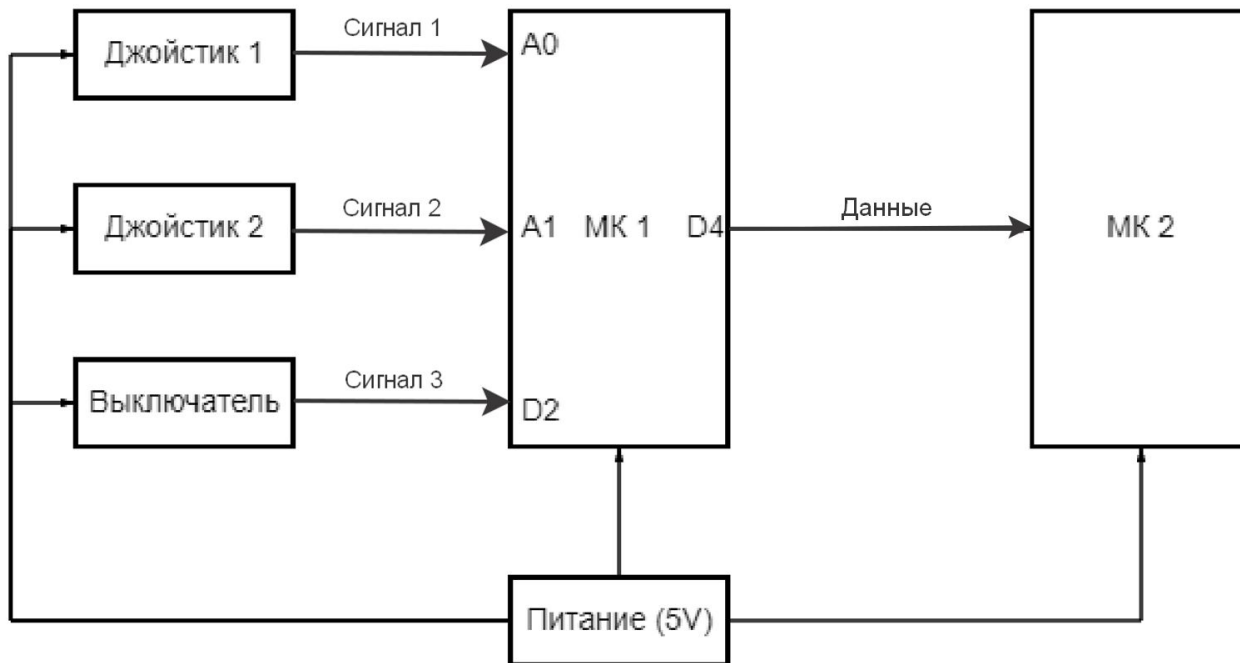 Джойстик 1
Сигнал 1
A0
Джойстик 2
Сигнал 2
A1 МК 1 D4
Данные
МК 2
Выключатель
Сигнал 3
D2
Питание (5V)